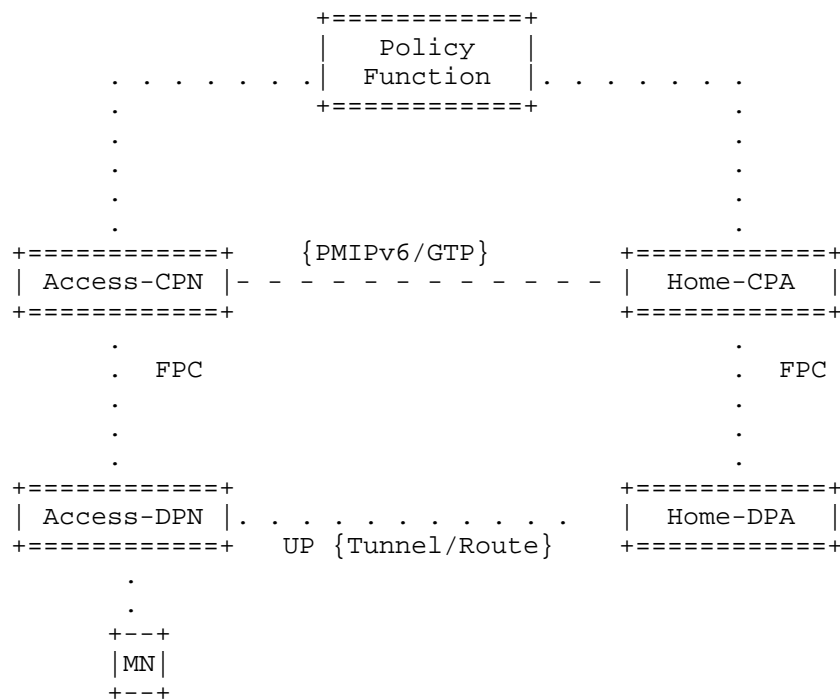 +============+
| Policy |
. . . . . . .| Function |. . . . . . .
+============+
. .
. .
. .
. .
. .
+============+ {PMIPv6/GTP} +============+
| Access-CPN |- - - - - - - - - - - - - | Home-CPA |
+============+ +============+
. .
. FPC . FPC
. .
. .
. .
+============+ +============+
| Access-DPN |. . . . . . . . . . . | Home-DPA |
+============+ UP {Tunnel/Route} +============+
.
.
+--+
|MN|
+--+